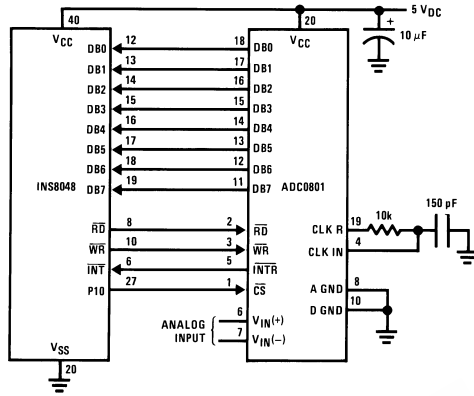 5 VDC
40
20
VCC
VCC
+
10 µF
DB0 12 18 DB0
DB1 13 17 DB1
DB2 14 16 DB2
DB3 15 15 DB3
DB4 16 14 DB4
DB5 17 13 DB5
DB6 18 12 DB6
DB7 19 11 DB7
INS8048
ADC0801
150 pF
RD 8 2 RD
WR 10 3 WR
INT 6 5 INTR
P10 27 1 CS
CLK R 19 10k
CLK IN 4
A GND 8
D GND 10
ANALOG
INPUT
6 VIN(+)
7 VIN(−)
VSS
20